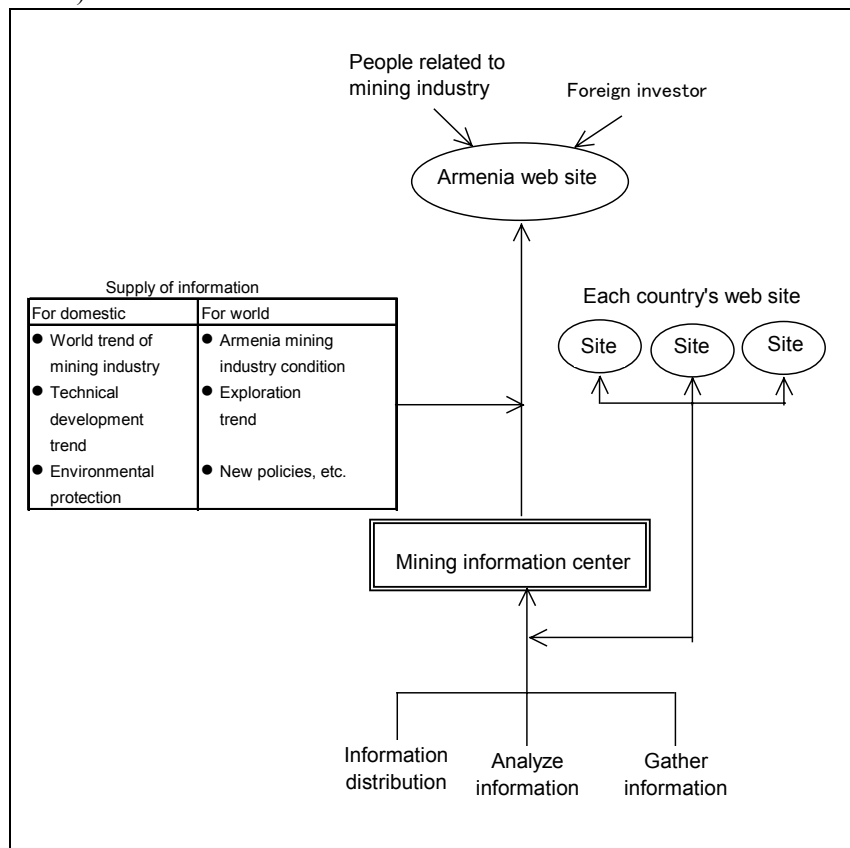 People related to
mining industry
Foreign investor
Armenia web site
Supply of information
For domestic
For world
● World trend of
mining industry
● Technical
development
trend
● Environmental
protection
● Armenia mining
industry condition
● Exploration
trend
● New policies, etc.
Each country's web site
Site
Site
Site
Mining information center
Information
distribution
Analyze
information
Gather
information